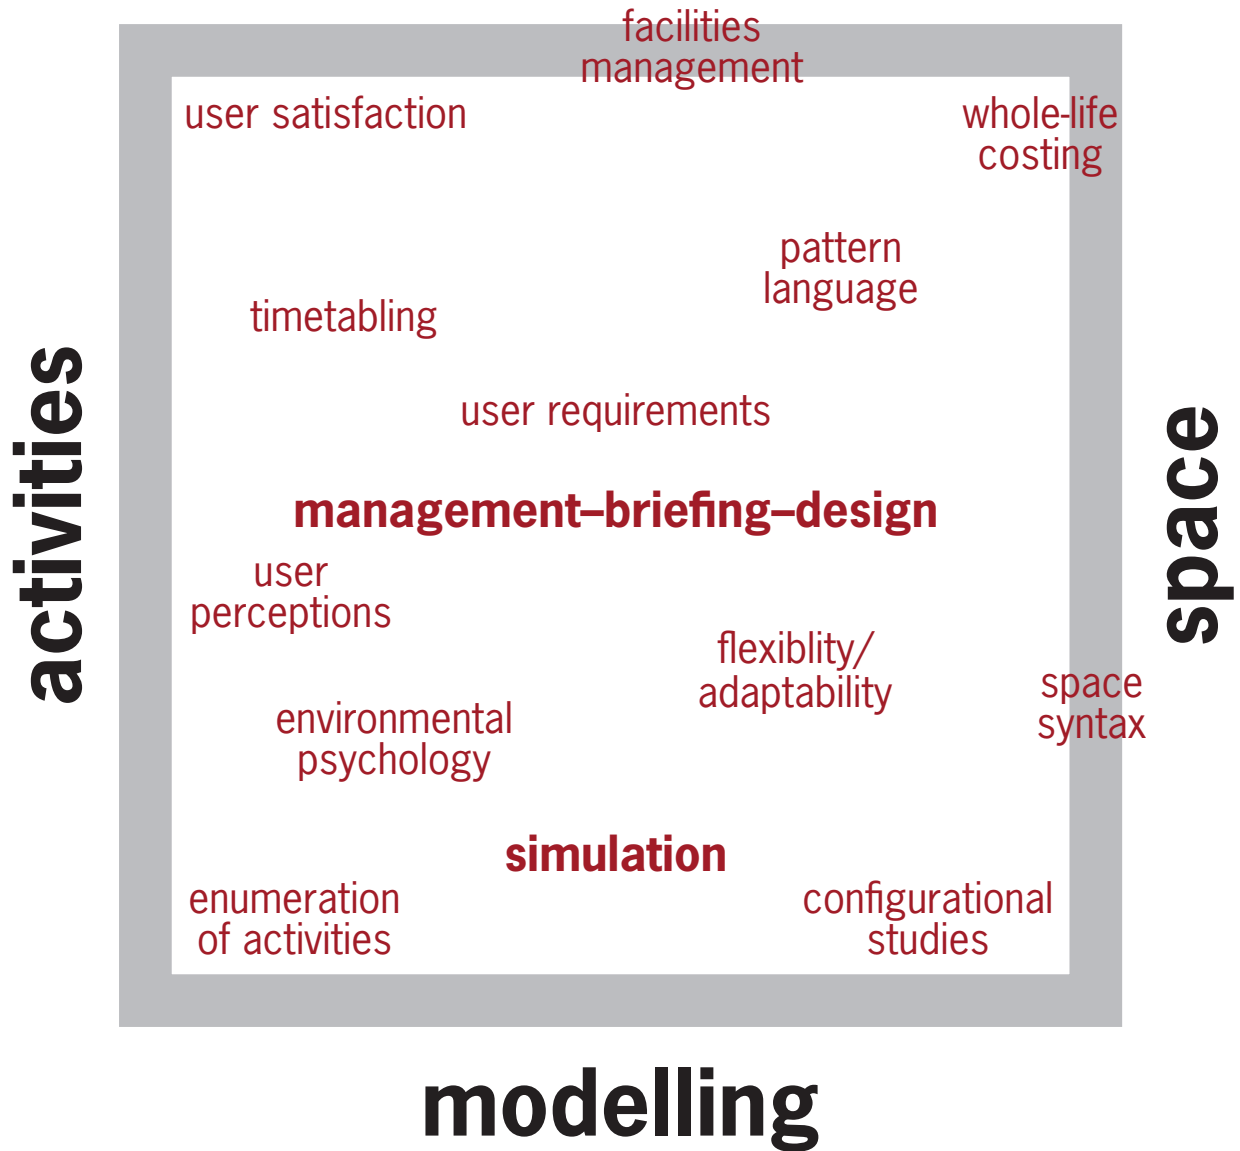 facilities
management
user satisfaction
whole-life
costing
pattern
language
timetabling
user requirements
management–briefing–design
user
perceptions
flexiblity/
adaptability
space
syntax
environmental
psychology
simulation
enumeration
of activities
configurational
studies
activities
space
modelling